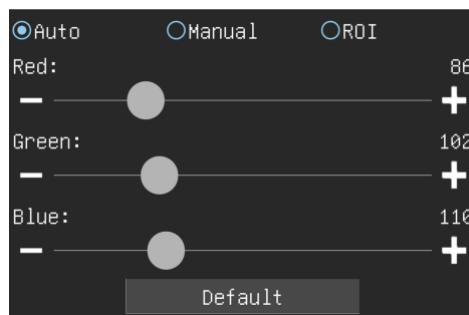 Auto Manual ROI
Red: 86
Green: 102
Blue: 110
Default